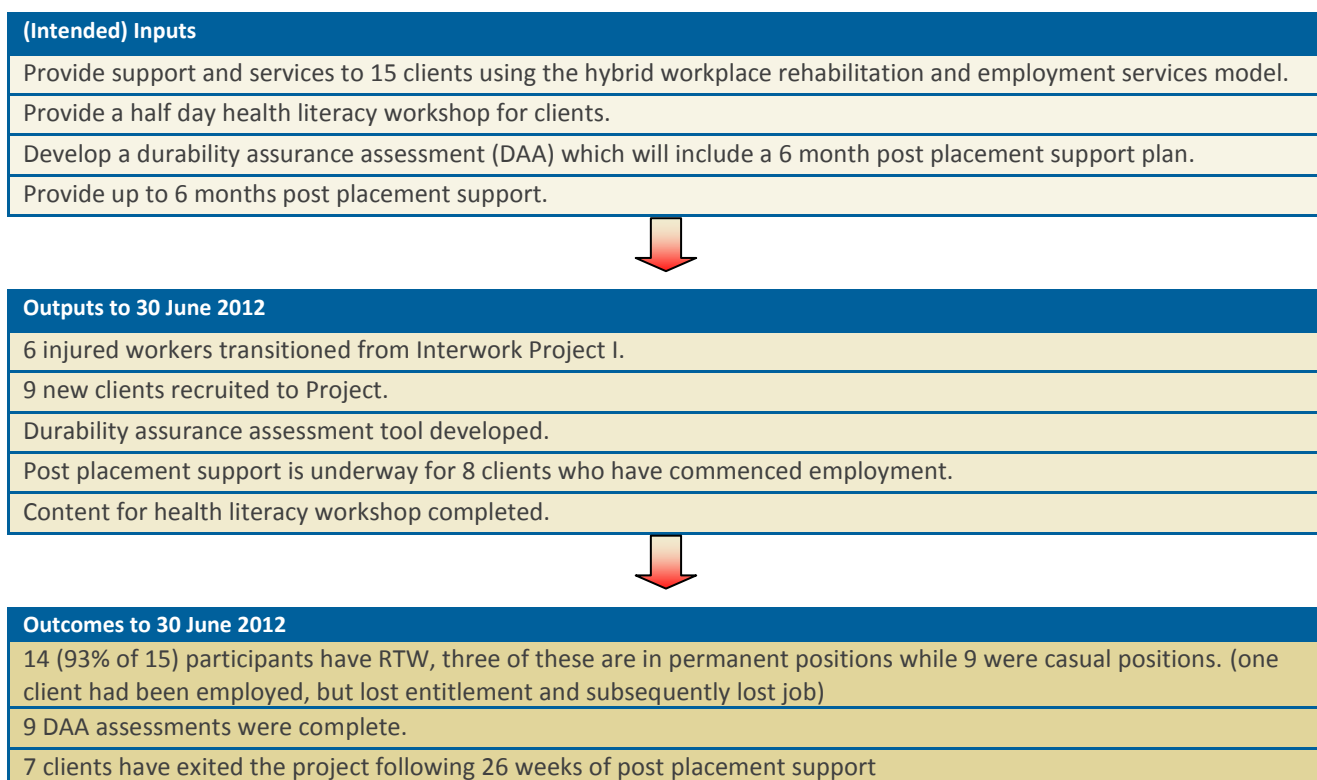 (Intended) Inputs
Provide support and services to 15 clients using the hybrid workplace rehabilitation and employment services model.
Provide a half day health literacy workshop for clients.
Develop a durability assurance assessment (DAA) which will include a 6 month post placement support plan.
Provide up to 6 months post placement support.
Outputs to 30 June 2012
6 injured workers transitioned from Interwork Project I.
9 new clients recruited to Project.
Durability assurance assessment tool developed.
Post placement support is underway for 8 clients who have commenced employment.
Content for health literacy workshop completed.
Outcomes to 30 June 2012
14 (93% of 15) participants have RTW, three of these are in permanent positions while 9 were casual positions. (one
client had been employed, but lost entitlement and subsequently lost job)
9 DAA assessments were complete.
7 clients have exited the project following 26 weeks of post placement support